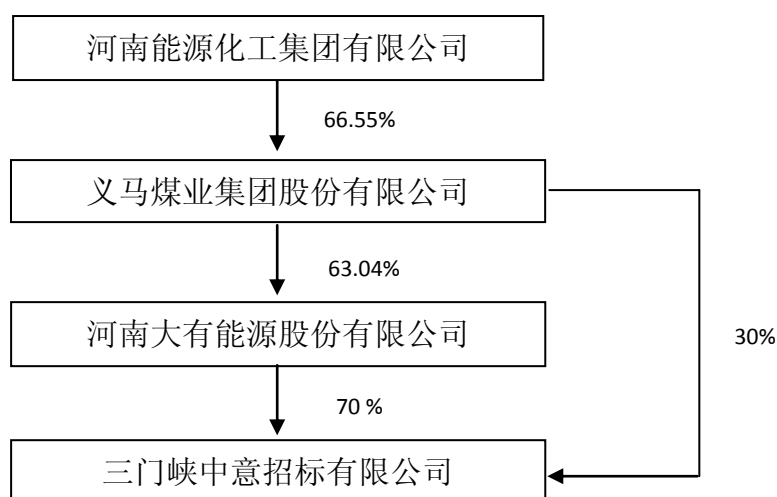 河南能源化工集团有限公司
66.55%
义马煤业集团股份有限公司
63.04%
河南大有能源股份有限公司
30%
70 %
三门峡中意招标有限公司